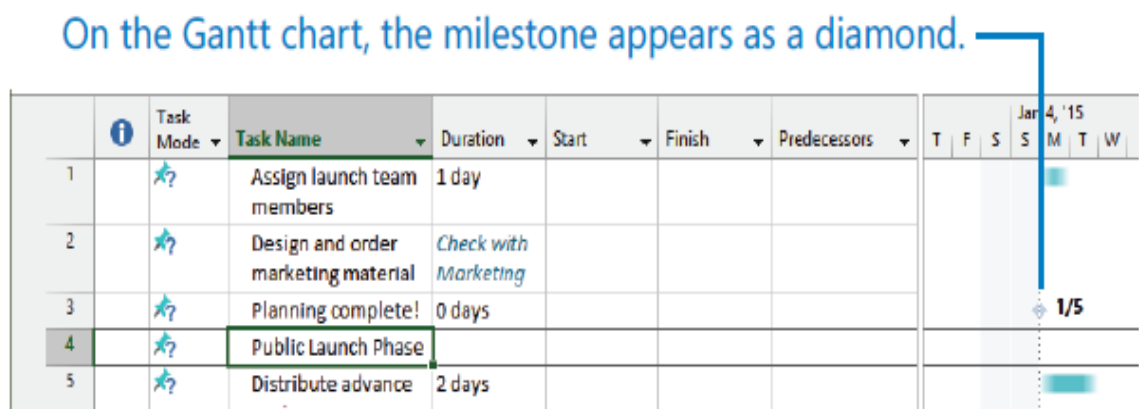 On the Gantt chart, the milestone appears as a diamond.
Jan 4, '15
Task
Mode Task Name Duration Start Finish Predecessors T F S S M T W
1 Assign launch team 1 day
members
2 Design and order Check with
marketing material Marketing
3 Planning complete! 0 days 1/5
4 Public Launch Phase
5 Distribute advance 2 days